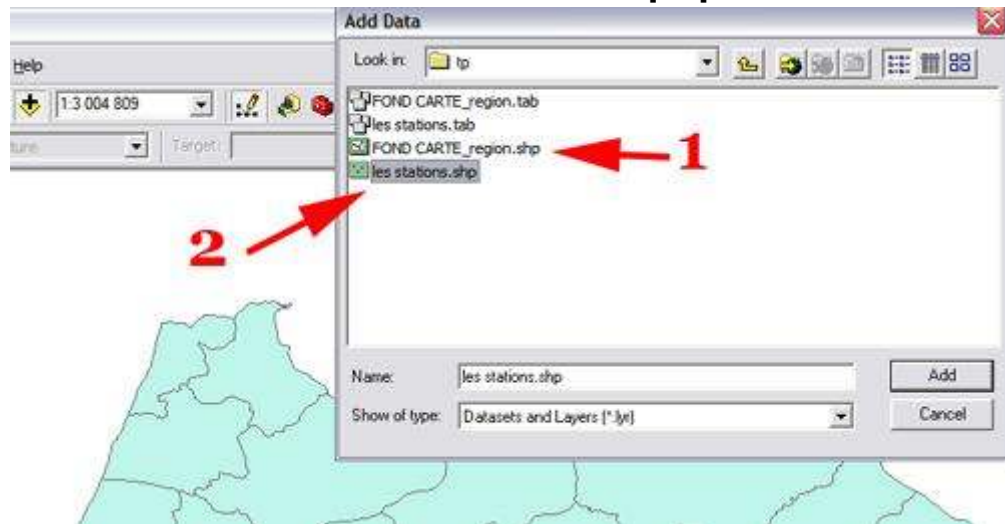 Add Data
Help
Look in: tp
1:3 004 809
Target:
FOND CARTE_region.tab
les stations.tab
FOND CARTE_region.shp
les stations.shp
1
2
Name: les stations.shp
Add
Show of type: Datasets and Layers (*.lyr)
Cancel